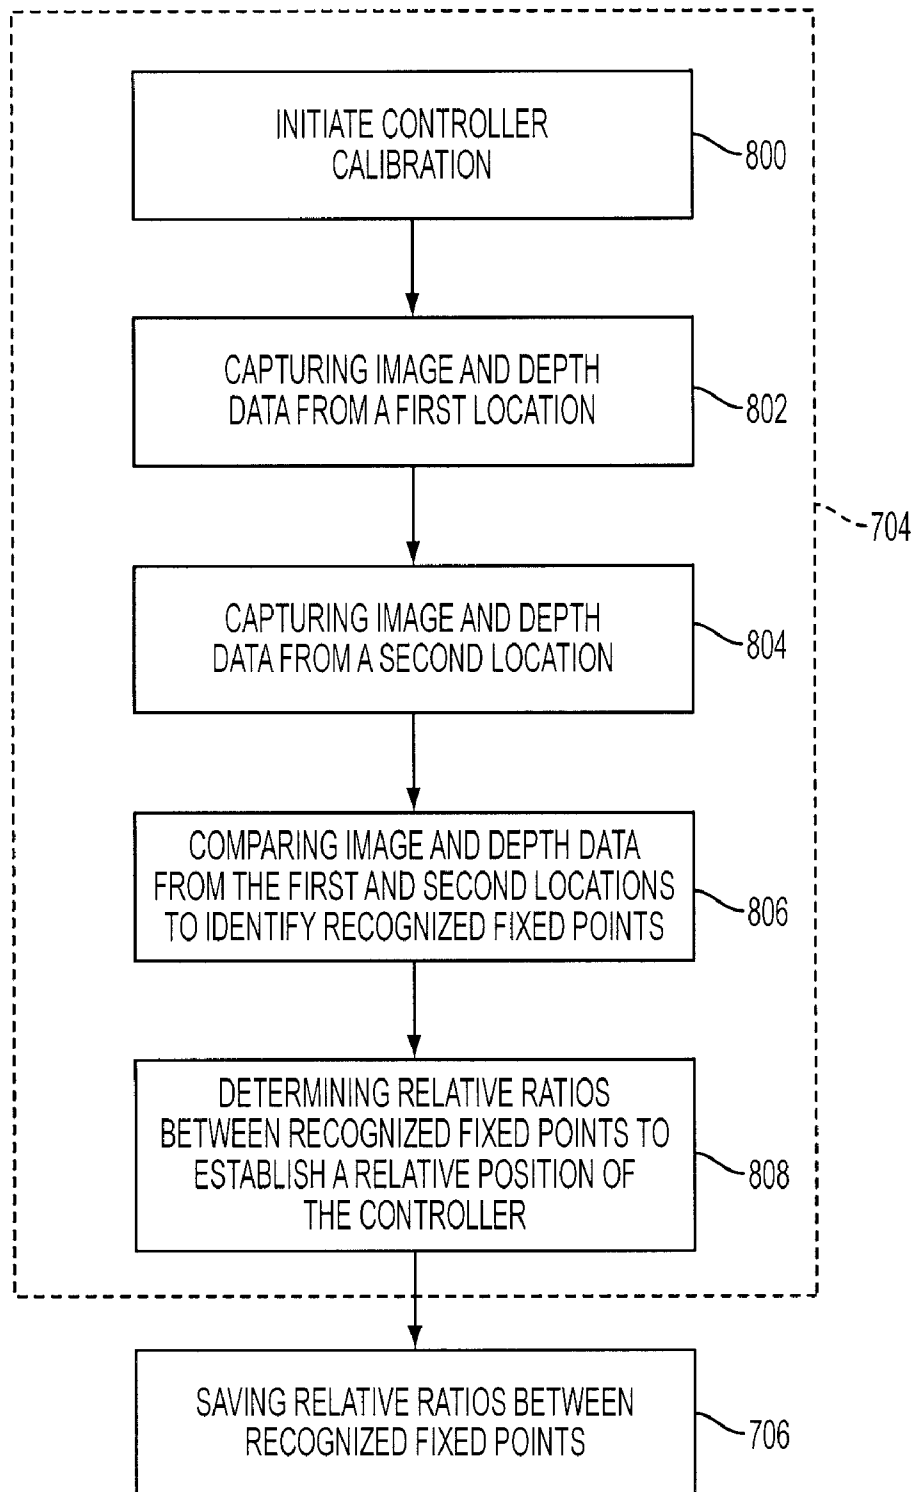 INITIATE CONTROLLER
CALIBRATION
800
CAPTURING IMAGE AND DEPTH
DATA FROM A FIRST LOCATION
802
704
CAPTURING IMAGE AND DEPTH
DATA FROM A SECOND LOCATION
804
COMPARING IMAGE AND DEPTH DATA
FROM THE FIRST AND SECOND LOCATIONS
TO IDENTIFY RECOGNIZED FIXED POINTS
806
DETERMINING RELATIVE RATIOS
BETWEEN RECOGNIZED FIXED POINTS TO
ESTABLISH A RELATIVE POSITION OF
THE CONTROLLER
808
SAVING RELATIVE RATIOS BETWEEN
RECOGNIZED FIXED POINTS
706